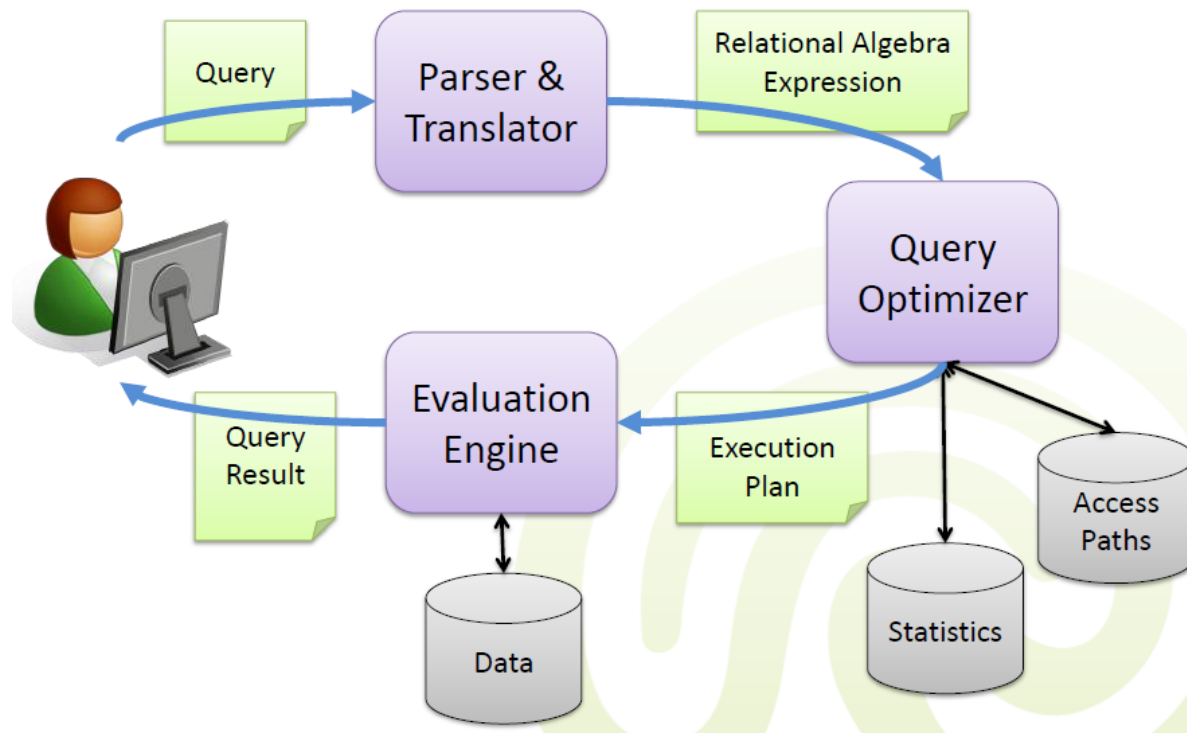 Query
Parser &
Translator
Relational Algebra
Expression
Query
Optimizer
Evaluation
Engine
Query
Result
Execution
Plan
Access
Paths
Statistics
Data